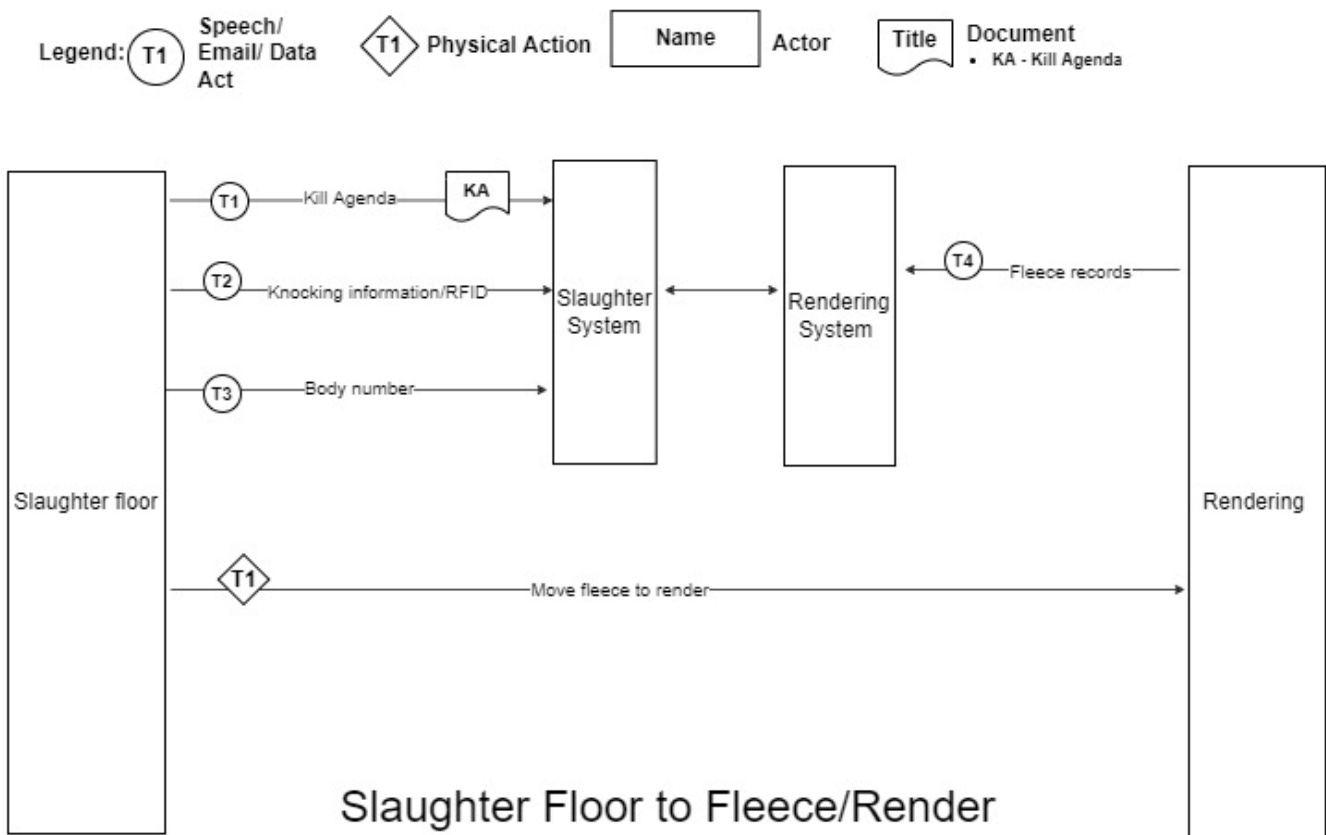 Legend:
T1
Speech/
Email/ Data
Act
T1
Physical Action
Name
Actor
Title
Document
• KA - Kill Agenda
T1
Kill Agenda
KA
T2
Knocking information/RFID
T3
Body number
Slaughter
System
Rendering
System
T4
Fleece records
Slaughter floor
Rendering
T1
Move fleece to render
Slaughter Floor to Fleece/Render